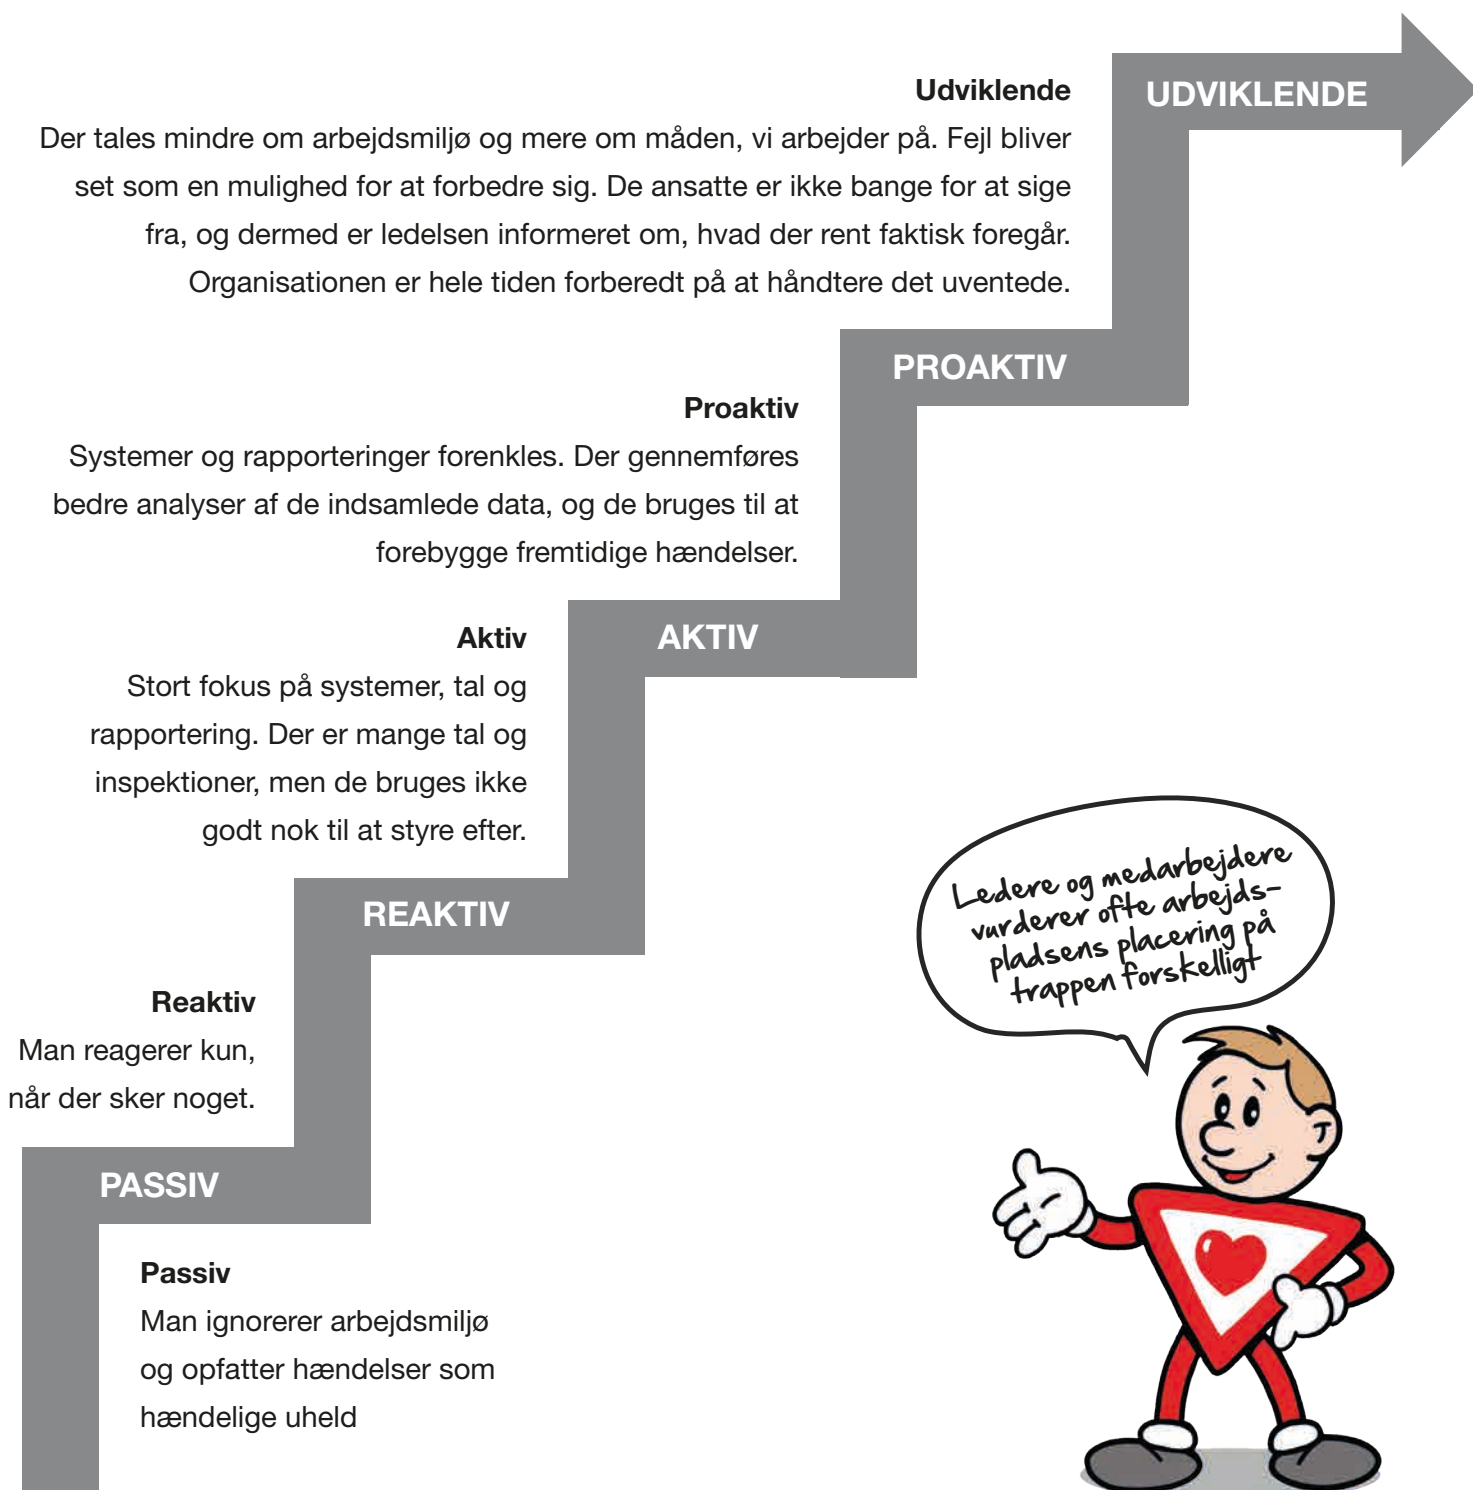 Udviklende
UDVIKLENDE
Der tales mindre om arbejdsmiljø og mere om måden, vi arbejder på. Fejl bliver
set som en mulighed for at forbedre sig. De ansatte er ikke bange for at sige
fra, og dermed er ledelsen informeret om, hvad der rent faktisk foregår.
Organisationen er hele tiden forberedt på at håndtere det uventede.
PROAKTIV
Proaktiv
Systemer og rapporteringer forenkles. Der gennemføres
bedre analyser af de indsamlede data, og de bruges til at
forebygge fremtidige hændelser.
AKTIV
Aktiv
Stort fokus på systemer, tal og
rapportering. Der er mange tal og
inspektioner, men de bruges ikke
godt nok til at styre efter.
REAKTIV
Reaktiv
Man reagerer kun,
når der sker noget.
PASSIV
Passiv
Man ignorerer arbejdsmiljø
og opfatter hændelser som
hændelige uheld
Ledere og medarbejdere
vurderer ofte arbejds-
pladsens placering på
trappen forskelligt